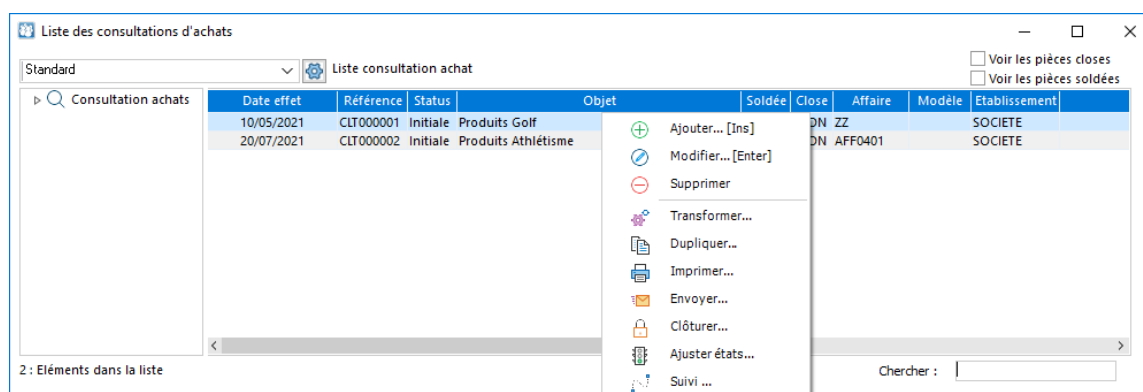 Liste des consultations d'achats
Standard
Liste consultation achat
Voir les pièces closes
Voir les pièces soldées
Consultation achats
Date effet Référence Status Objet Soldée Close Affaire Modèle Etablissement
10/05/2021 CLT000001 Initiale Produits Golf ON ZZ SOCIETE
20/07/2021 CLT000002 Initiale Produits Athlétisme ON AFF0401 SOCIETE
Ajouter... [Ins]
Modifier... [Enter]
Supprimer
Transformer...
Dupliquer...
Imprimer...
Envoyer...
Clôturer...
Ajuster états...
Suivi ...
2 : Eléments dans la liste
Chercher :